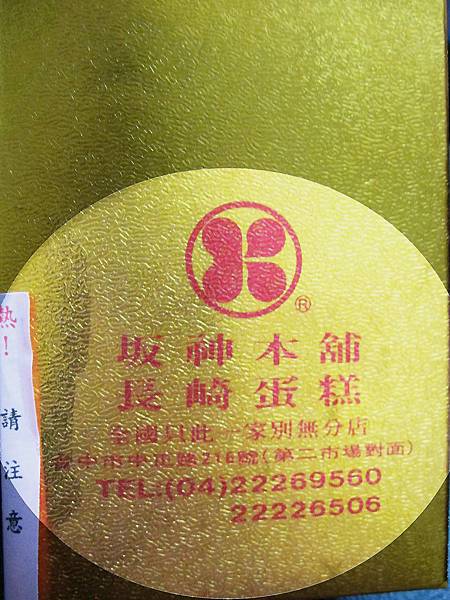 ®
坂神本舖
長崎蛋糕
全國只此一家別無分店
台中市中正路216號(第二市場對面)
TEL:(04)22269560
22226506
熱!
請注意